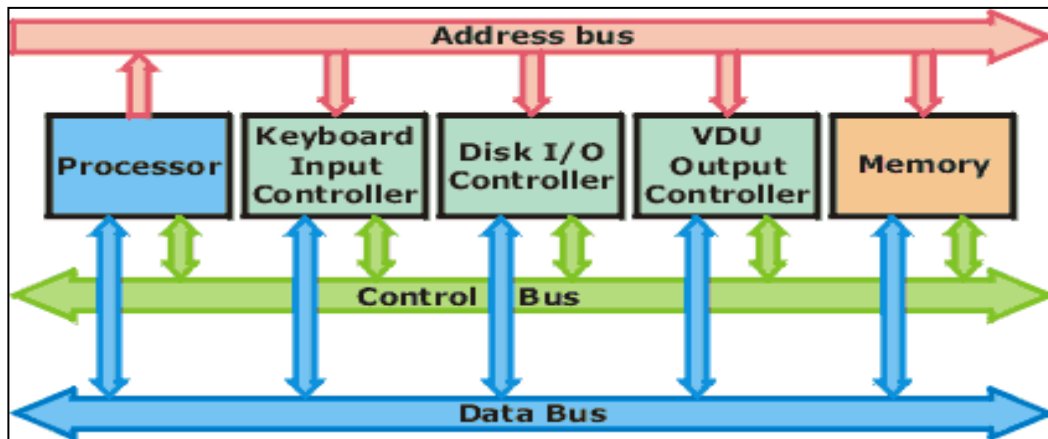 Address bus
Processor
Keyboard
Input
Controller
Disk I/O
Controller
VDU
Output
Controller
Memory
Control Bus
Data Bus